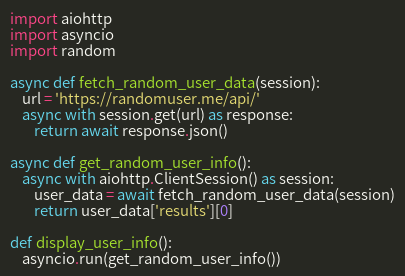 import aiohttp
import asyncio
import random

async def fetch_random_user_data(session):
    url = 'https://randomuser.me/api/'
    async with session.get(url) as response:
        return await response.json()

async def get_random_user_info():
    async with aiohttp.ClientSession() as session:
        user_data = await fetch_random_user_data(session)
        return user_data['results'][0]

def display_user_info():
    asyncio.run(get_random_user_info())